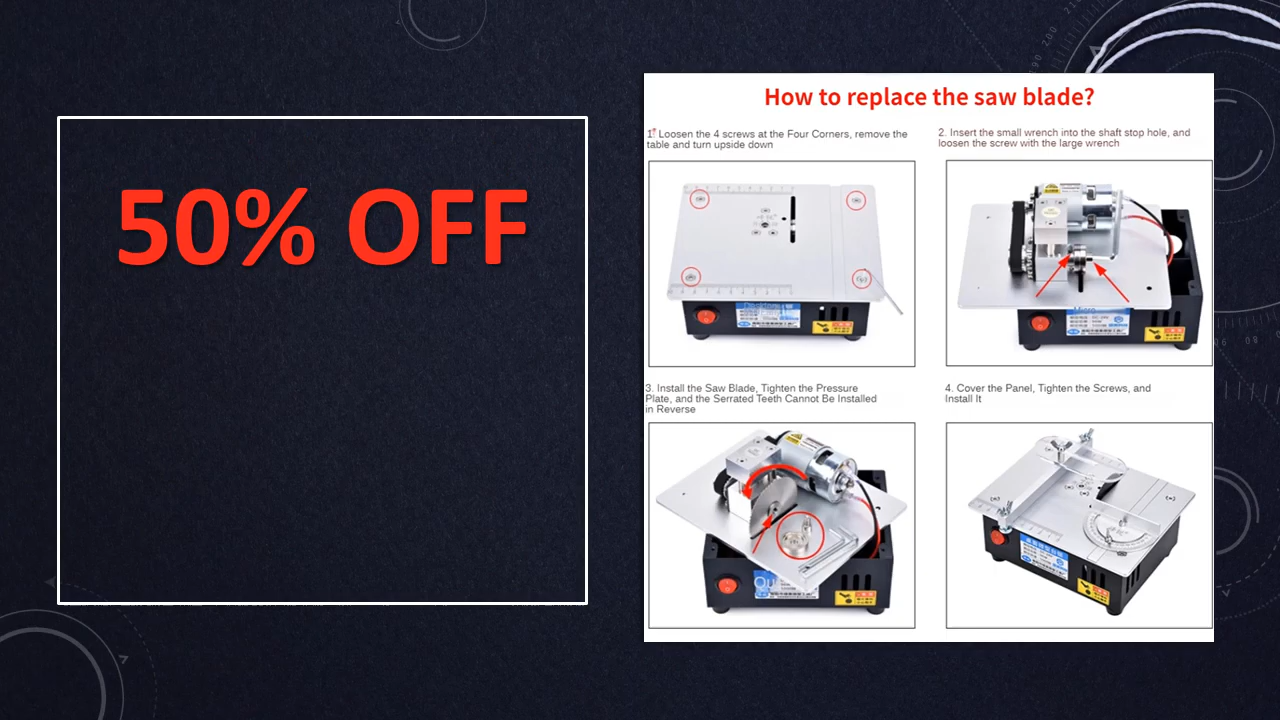 50% OFF
How to replace the saw blade?
1. Loosen the 4 screws at the Four Corners, remove the
table and turn upside down
2. Insert the small wrench into the shaft stop hole, and
loosen the screw with the large wrench
3. Install the Saw Blade, Tighten the Pressure
Plate, and the Serrated Teeth Cannot Be Installed
in Reverse
4. Cover the Panel, Tighten the Screws, and
Install It